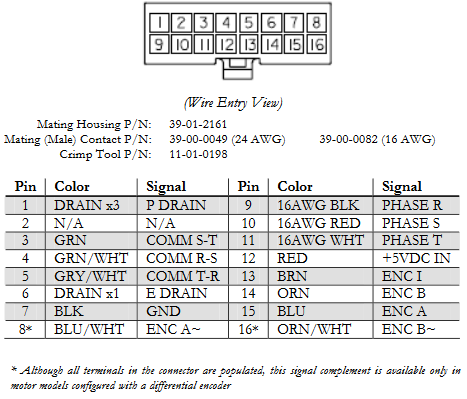 1 2 3 4 5 6 7 8
9 10 11 12 13 14 15 16
(Wire Entry View)
Mating Housing P/N: 39-01-2161
Mating (Male) Contact P/N: 39-00-0049 (24 AWG) 39-00-0082 (16 AWG)
Crimp Tool P/N: 11-01-0198
Pin Color Signal Pin Color Signal
1 DRAIN x3 P DRAIN 9 16AWG BLK PHASE R
2 N/A N/A 10 16AWG RED PHASE S
3 GRN COMM S-T 11 16AWG WHT PHASE T
4 GRN/WHT COMM R-S 12 RED +5VDC IN
5 GRY/WHT COMM T-R 13 BRN ENC I
6 DRAIN x1 E DRAIN 14 ORN ENC B
7 BLK GND 15 BLU ENC A
8* BLU/WHT ENC A~ 16* ORN/WHT ENC B~
* Although all terminals in the connector are populated, this signal complement is available only in
motor models configured with a differential encoder